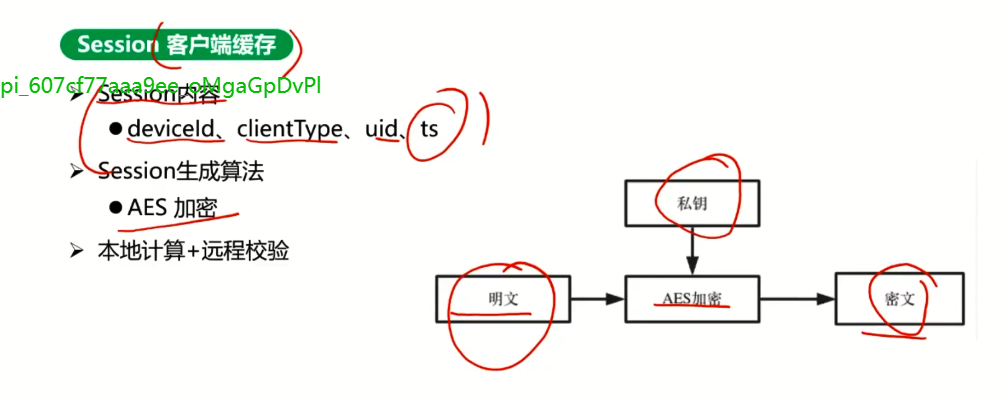 Session 客户端缓存
pi_607cf77aaa9ee_oMgaGpDvPl
➢ Session内容
●deviceId、clientType、uid、ts
➢ Session生成算法
●AES 加密
➢ 本地计算+远程校验
私钥
明文
AES加密
密文